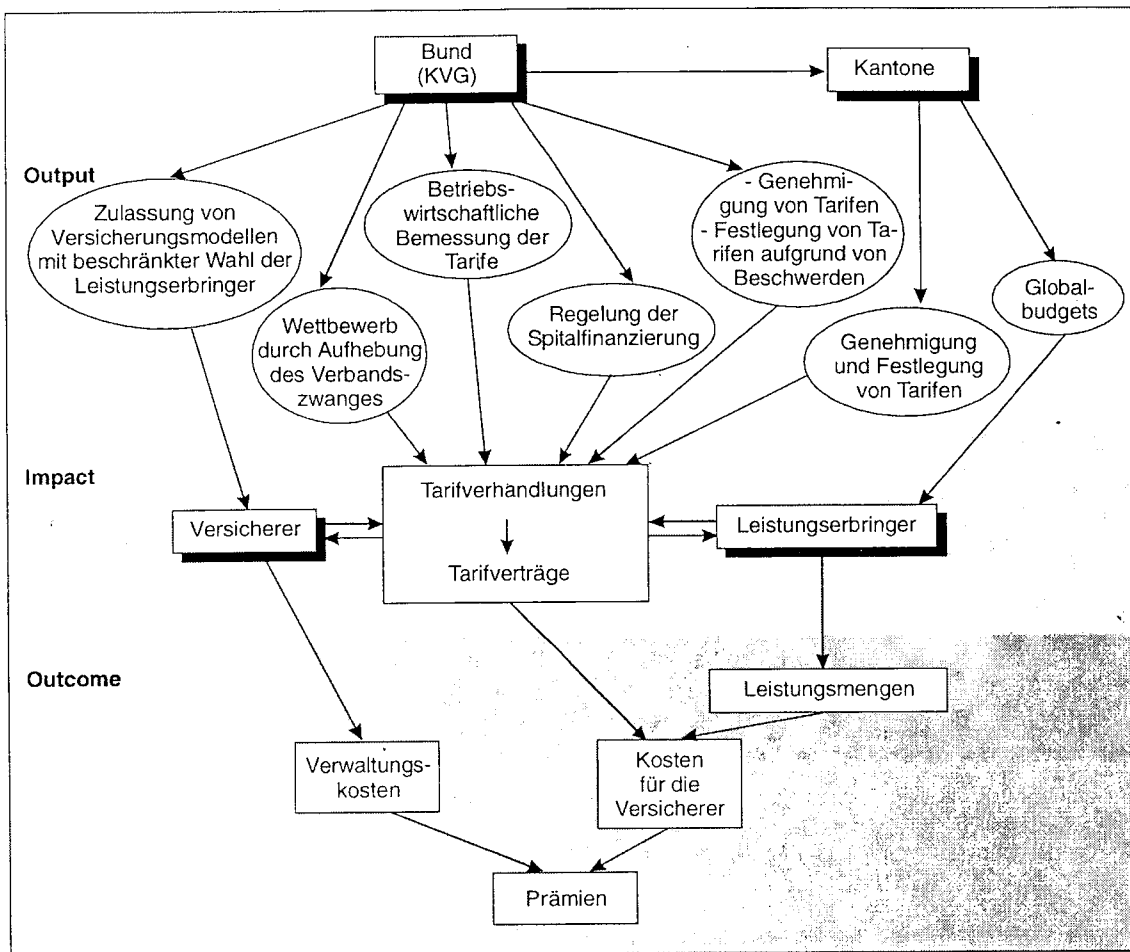 Bund
(KVG)
Kantone
Output
Zulassung von
Versicherungsmodellen
mit beschränkter Wahl der
Leistungserbringer
Betriebs-
wirtschaftliche
Bemessung der
Tarife
- Genehmi-
gung von Tarifen
- Festlegung von Ta-
rifen aufgrund von
Beschwerden
Wettbewerb
durch Aufhebung
des Verbands-
zwanges
Regelung der
Spitalfinanzierung
Global-
budgets
Genehmigung
und Festlegung
von Tarifen
Impact
Versicherer
Tarifverhandlungen
Tarifverträge
Leistungserbringer
Outcome
Leistungsmengen
Verwaltungs-
kosten
Kosten
für die
Versicherer
Prämien